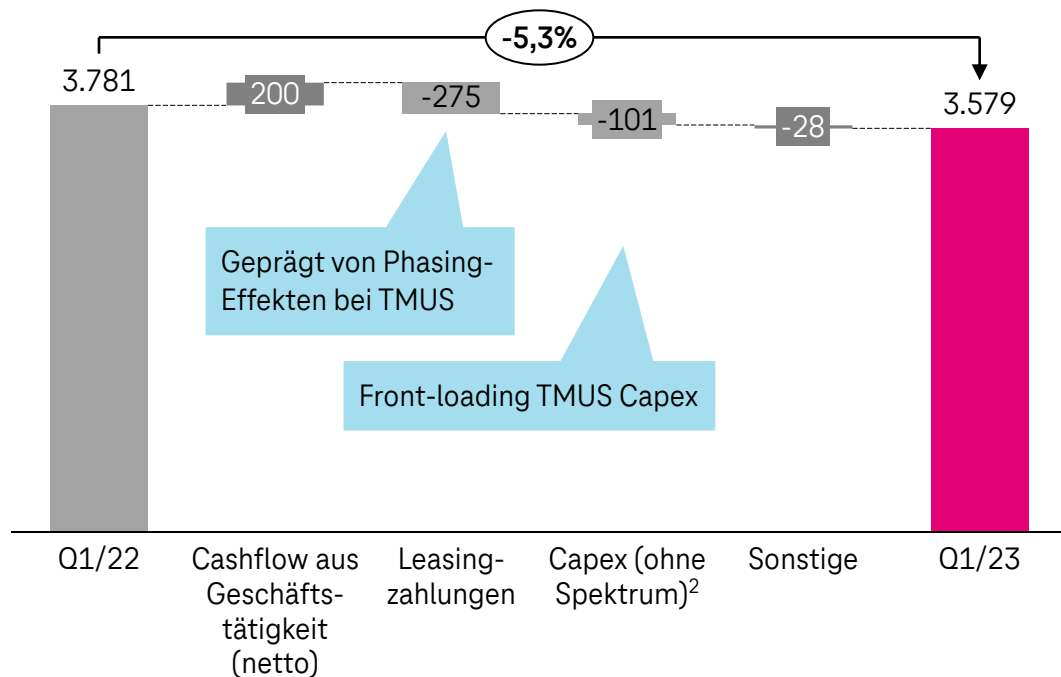 -5,3%
3.781
200
-275
-101
-28
3.579
Geprägt von Phasing-
Effekten bei TMUS
Front-loading TMUS Capex
Q1/22
Cashflow aus
Geschäfts-
tätigkeit
(netto)
Leasing-
zahlungen
Capex (ohne
Spektrum)²
Sonstige
Q1/23